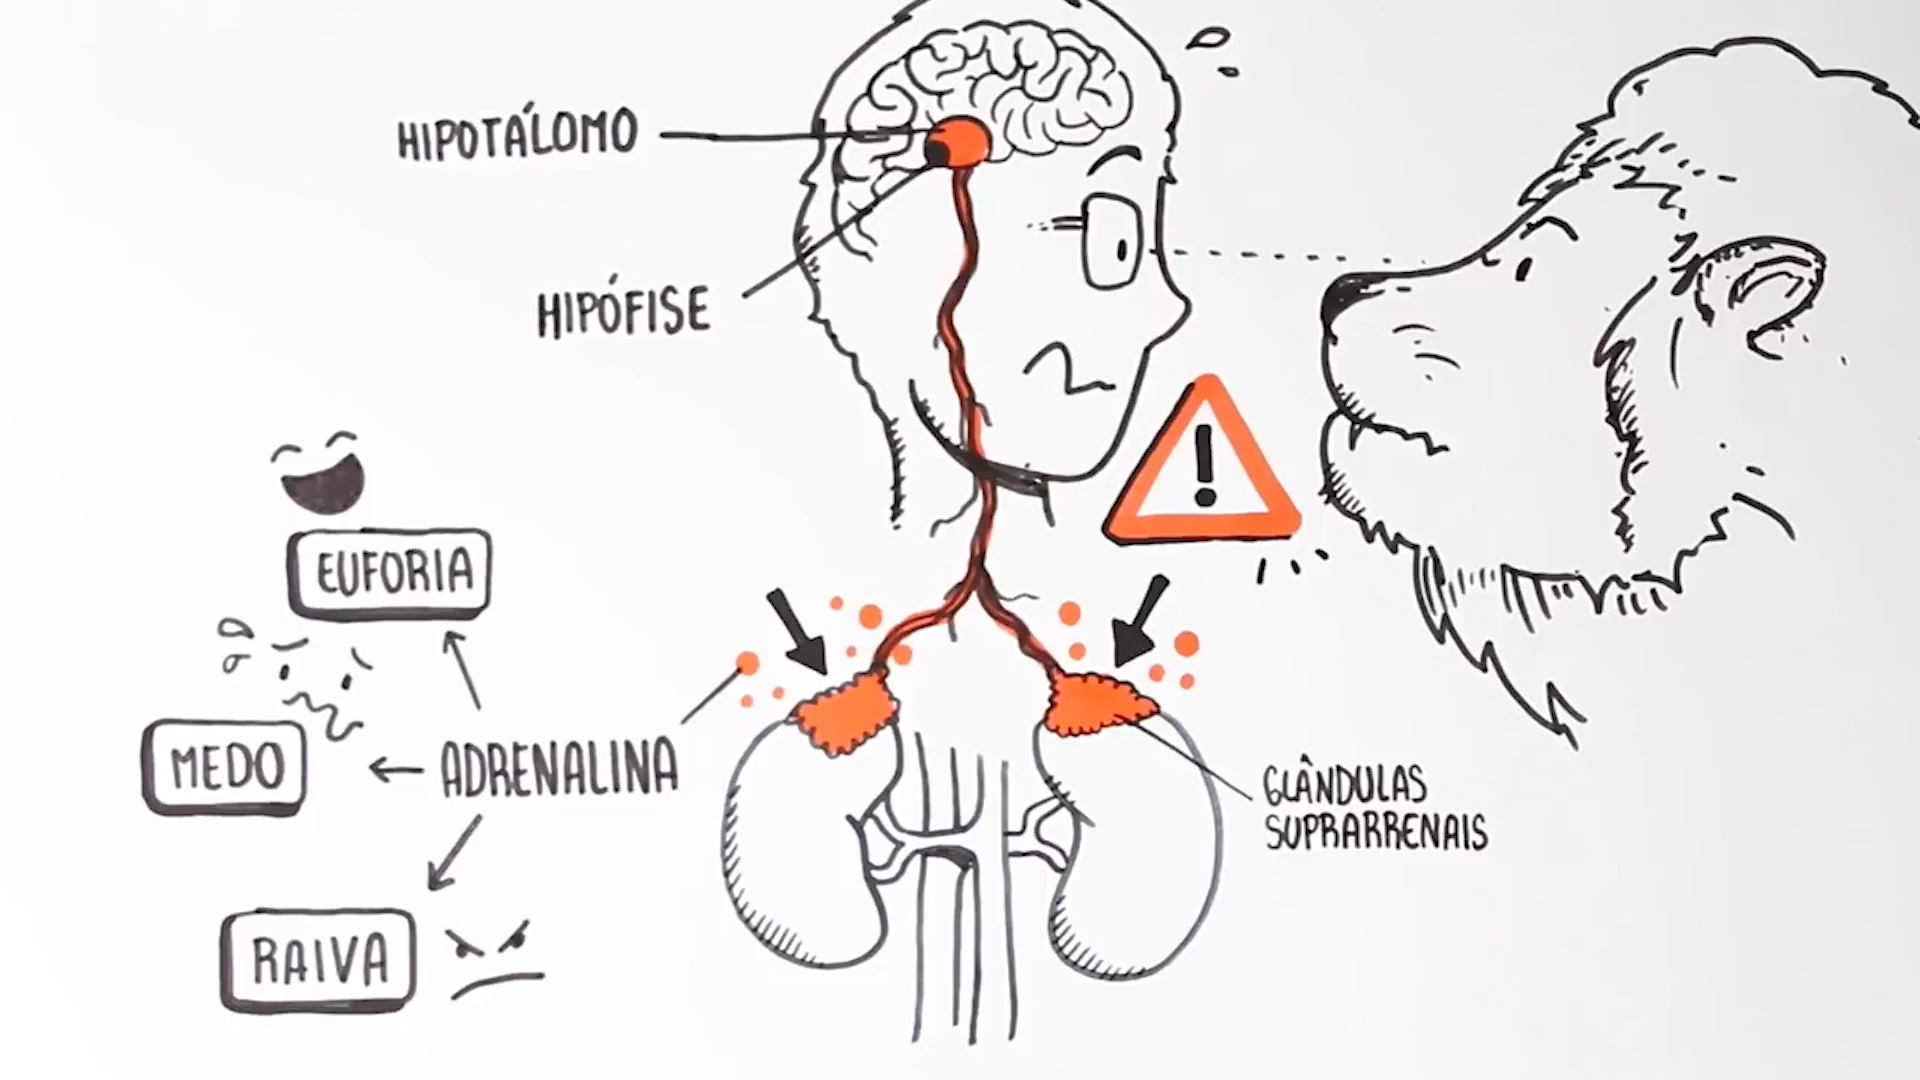 HIPOTÁLOMO
HIPÓFISE
!
EUFORIA
MEDO
ADRENALINA
RAIVA
GLÂNDULAS
SUPRARRENAIS